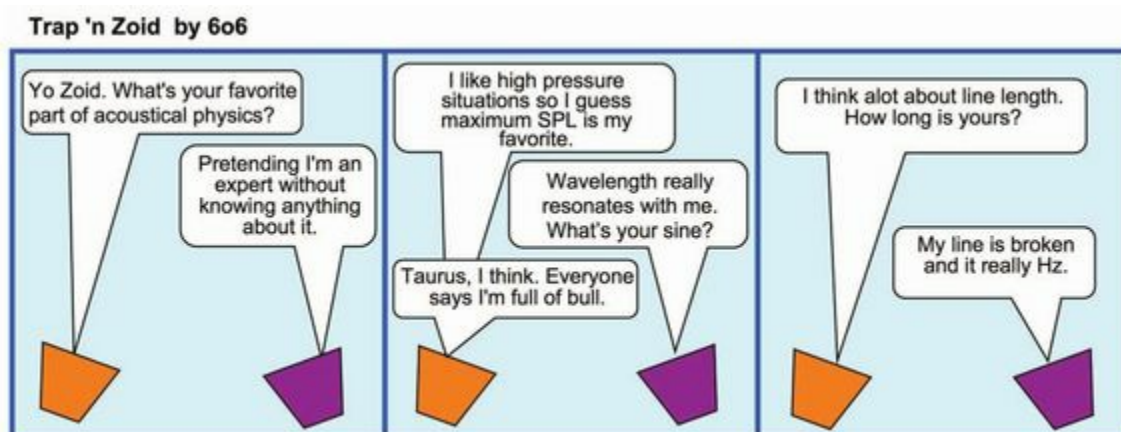 Trap 'n Zoid by 6o6
Yo Zoid. What's your favorite
part of acoustical physics?
Pretending I'm an
expert without
knowing anything
about it.
I like high pressure
situations so I guess
maximum SPL is my
favorite.
Wavelength really
resonates with me.
What's your sine?
Taurus, I think. Everyone
says I'm full of bull.
I think alot about line length.
How long is yours?
My line is broken
and it really Hz.